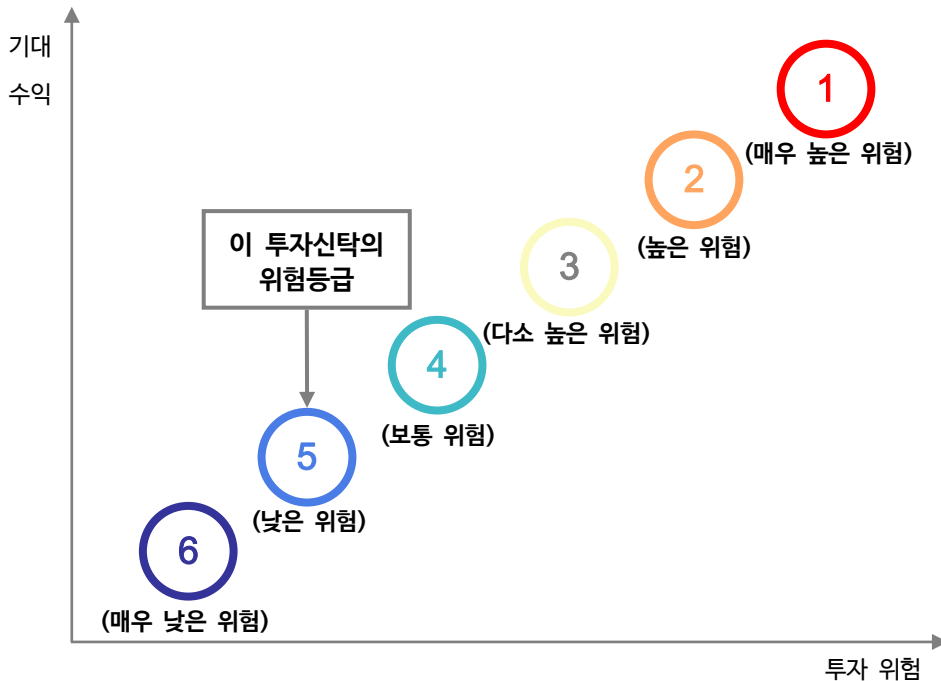 기대
수익
1
(매우 높은 위험)
2
(높은 위험)
이 투자신탁의
위험등급
3
(다소 높은 위험)
4
(보통 위험)
5
(낮은 위험)
6
(매우 낮은 위험)
투자 위험